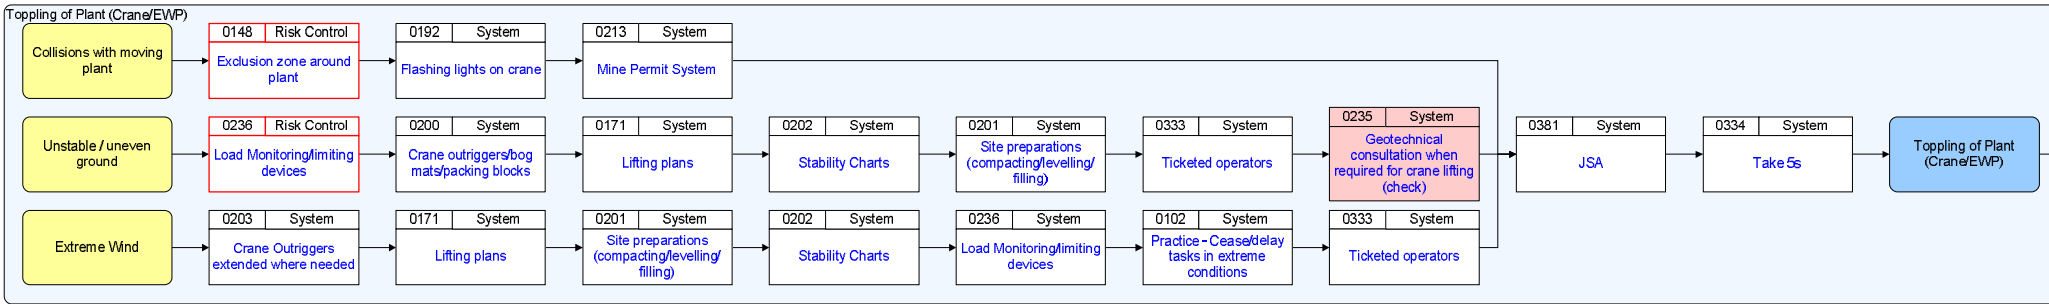 Toppling of Plant (Crane/EWP)
Collisions with moving
plant
0148 Risk Control
Exclusion zone around
plant
0192 System
Flashing lights on crane
0213 System
Mine Permit System
Unstable / uneven
ground
0236 Risk Control
Load Monitoring/limiting
devices
0200 System
Crane outriggers/bog
mats/packing blocks
0171 System
Lifting plans
0202 System
Stability Charts
0201 System
Site preparations
(compacting/levelling/
filling)
0333 System
Ticketed operators
0235 System
Geotechnical
consultation when
required for crane lifting
(check)
0381 System
JSA
0334 System
Take 5s
Toppling of Plant
(Crane/EWP)
Extreme Wind
0203 System
Crane Outriggers
extended where needed
0171 System
Lifting plans
0201 System
Site preparations
(compacting/levelling/
filling)
0202 System
Stability Charts
0236 System
Load Monitoring/limiting
devices
0102 System
Practice - Cease/delay
tasks in extreme
conditions
0333 System
Ticketed operators